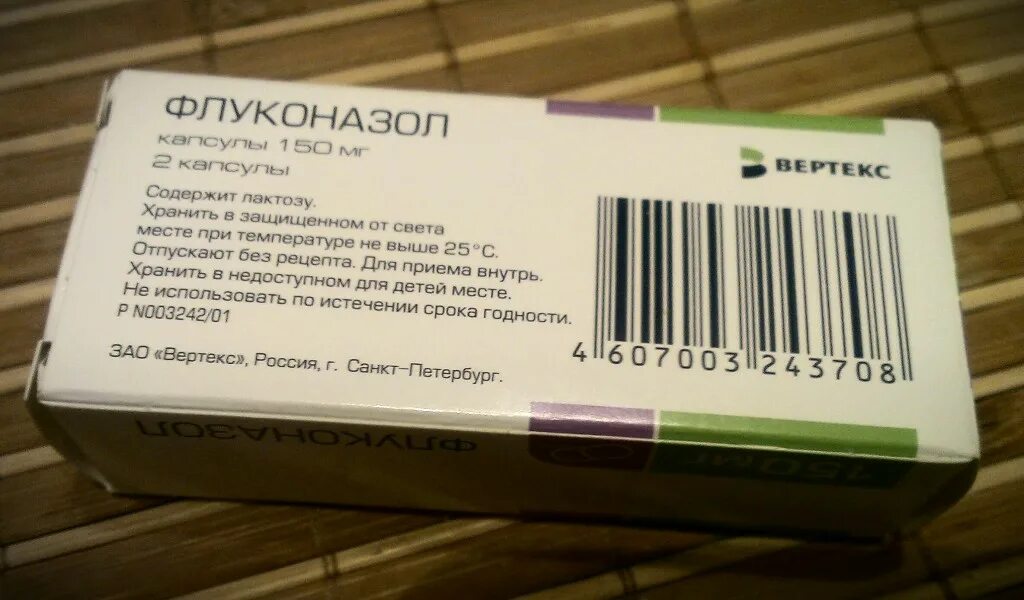 ФЛУКОНАЗОЛ
капсулы 150 мг
2 капсулы
ВЕРТЕКС
Содержит лактозу.
Хранить в защищенном от света
месте при температуре не выше 25°С.
Отпускают без рецепта. Для приема внутрь.
Хранить в недоступном для детей месте.
Не использовать по истечении срока годности.
Р N003242/01
ЗАО «Вертекс», Россия, г. Санкт-Петербург.
4 607003 243708
ФЛУКОНАЗОЛ
150 мг